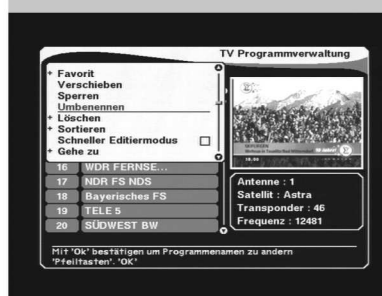 TV Programmverwaltung
+ Favorit
Verschieben
Sperren
Umbenennen
+ Löschen
+ Sortieren
Schneller Editiermodus
+ Gehe zu
16 WDR FERNSE...
17 NDR FS NDS
18 Bayerisches FS
19 TELE 5
20 SÜDWEST BW
Antenne : 1
Satellit : Astra
Transponder : 46
Frequenz : 12481
Mit 'Ok' bestätigen um Programmenamen zu andern
'Pfeiltasten'. 'OK'